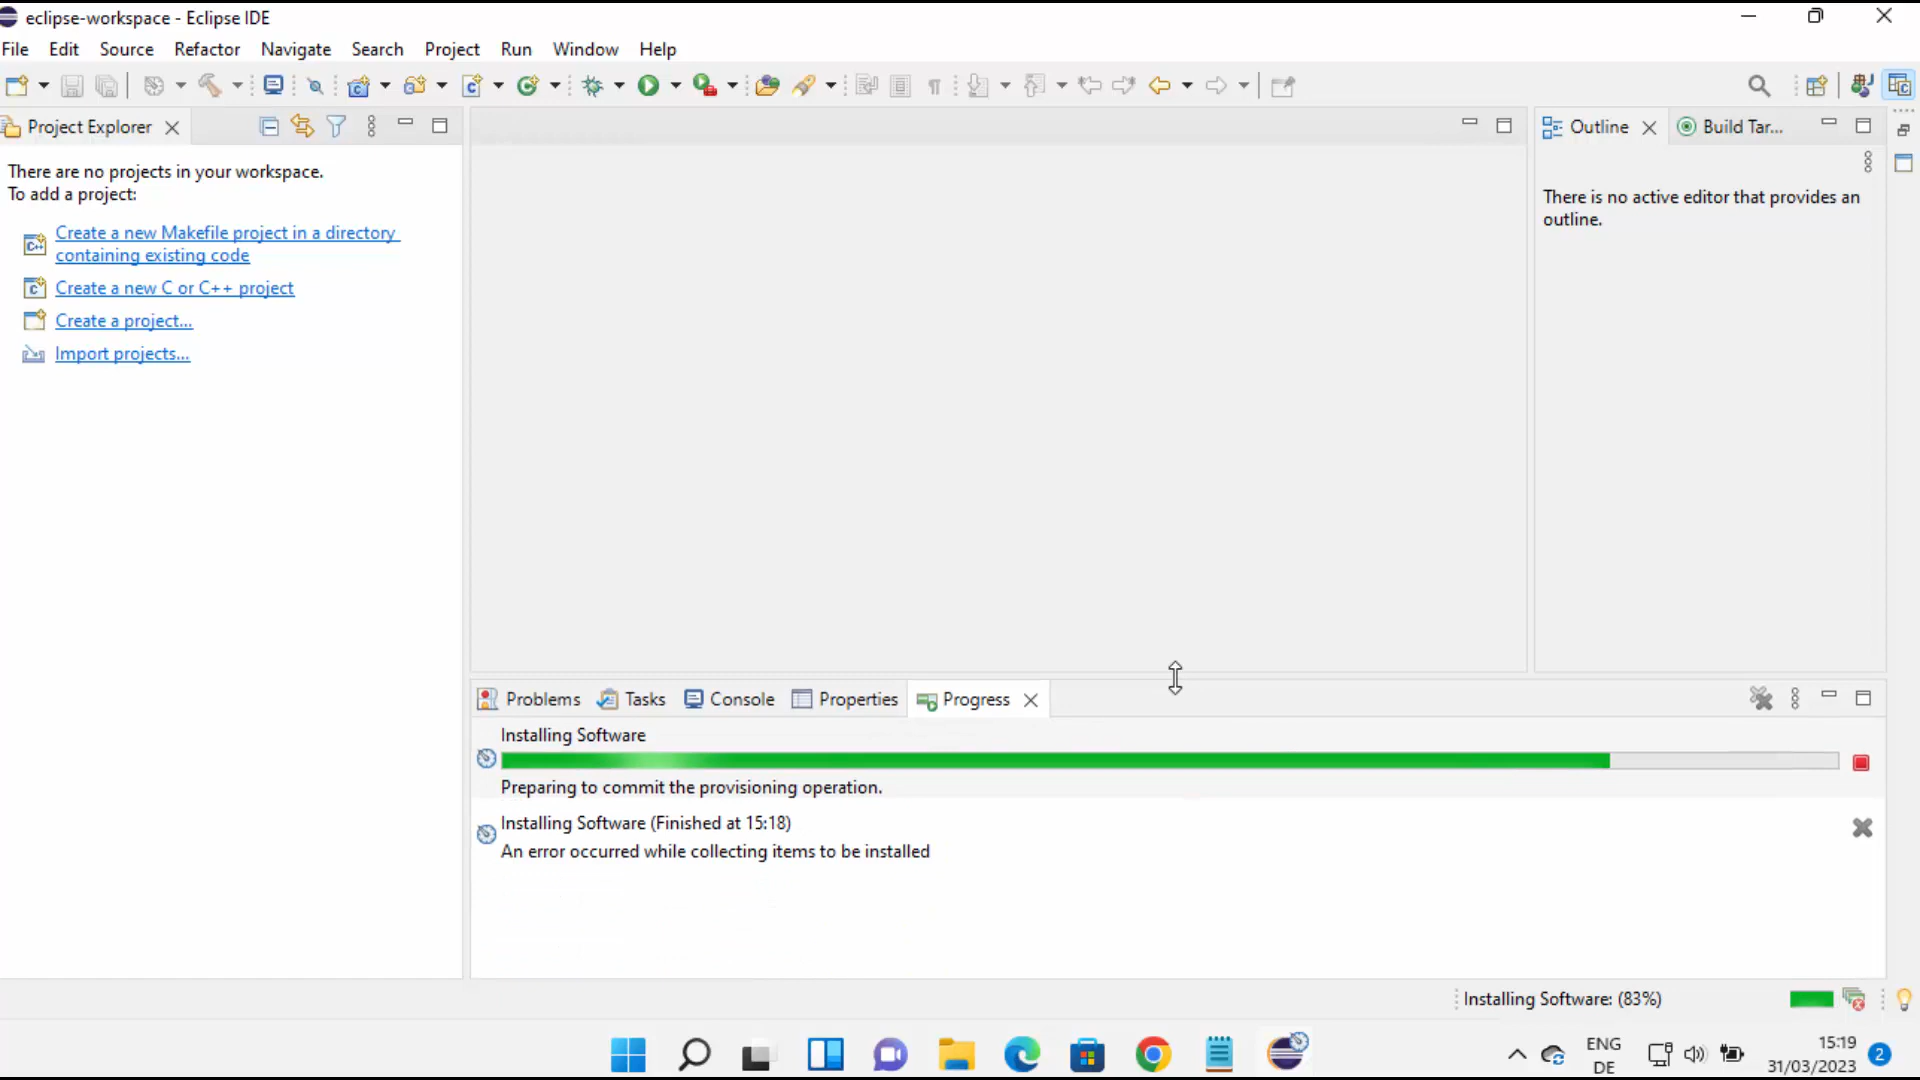 eclipse-workspace - Eclipse IDE
File Edit Source Refactor Navigate Search Project Run Window Help
Project Explorer
Outline
Build Tar...
There are no projects in your workspace.
To add a project:
Create a new Makefile project in a directory
containing existing code
Create a new C or C++ project
Create a project...
Import projects...
There is no active editor that provides an
outline.
Problems Tasks Console Properties Progress
Installing Software
Preparing to commit the provisioning operation.
Installing Software (Finished at 15:18)
An error occurred while collecting items to be installed
Installing Software: (83%)
ENG
DE
15:19
31/03/2023
2